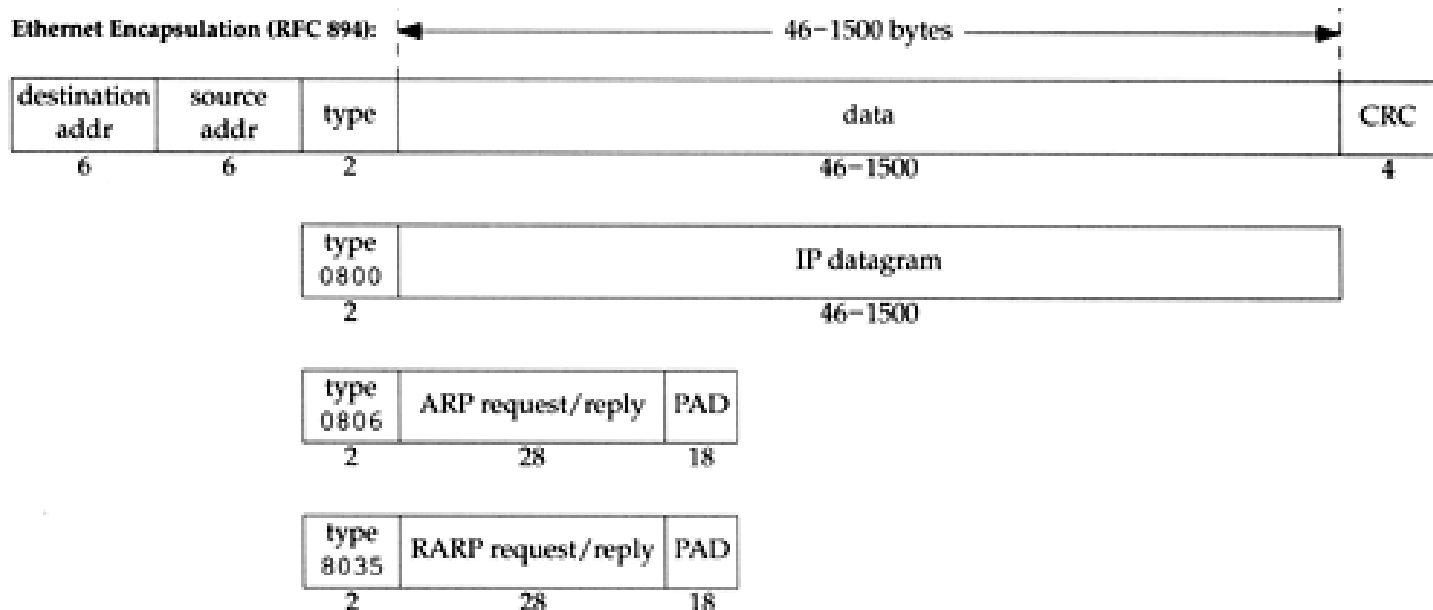 Ethernet Encapsulation (RFC 894):
46−1500 bytes
destination addr source addr type data CRC
6 6 2 46−1500 4
type 0800 IP datagram
2 46−1500
type 0806 ARP request/reply PAD
2 28 18
type 8035 RARP request/reply PAD
2 28 18